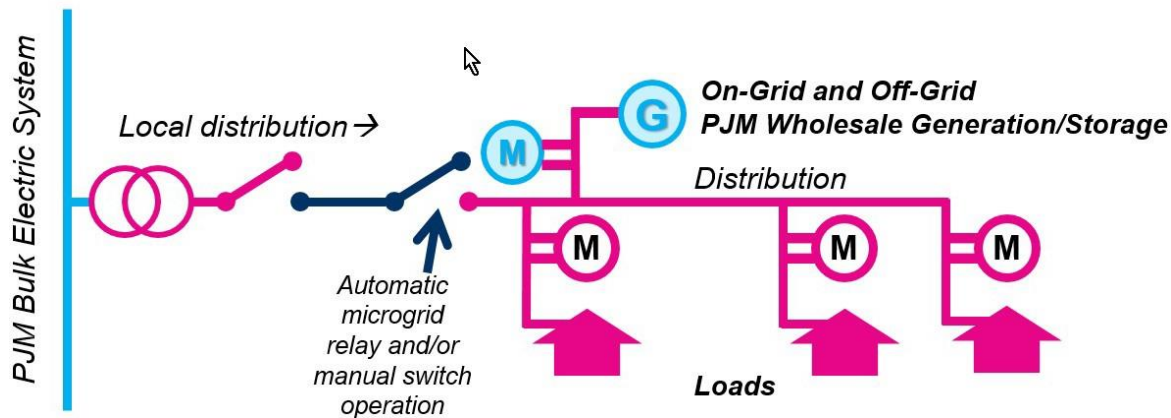 PJM Bulk Electric System
Local distribution→
On-Grid and Off-Grid
PJM Wholesale Generation/Storage
G
M
Distribution
M
M
M
Automatic
microgrid
relay and/or
manual switch
operation
Loads